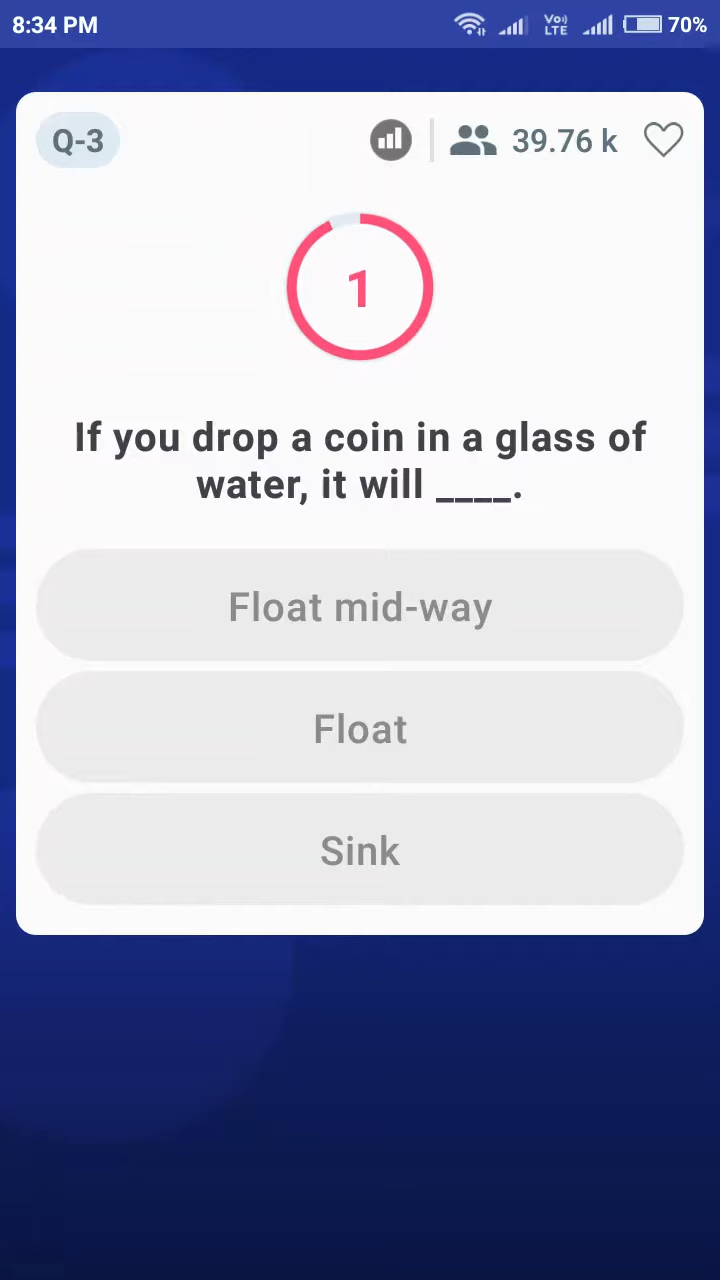 8:34 PM
Vo)) LTE
70%
Q-3
39.76 k
1
If you drop a coin in a glass of
water, it will ____.
Float mid-way
Float
Sink